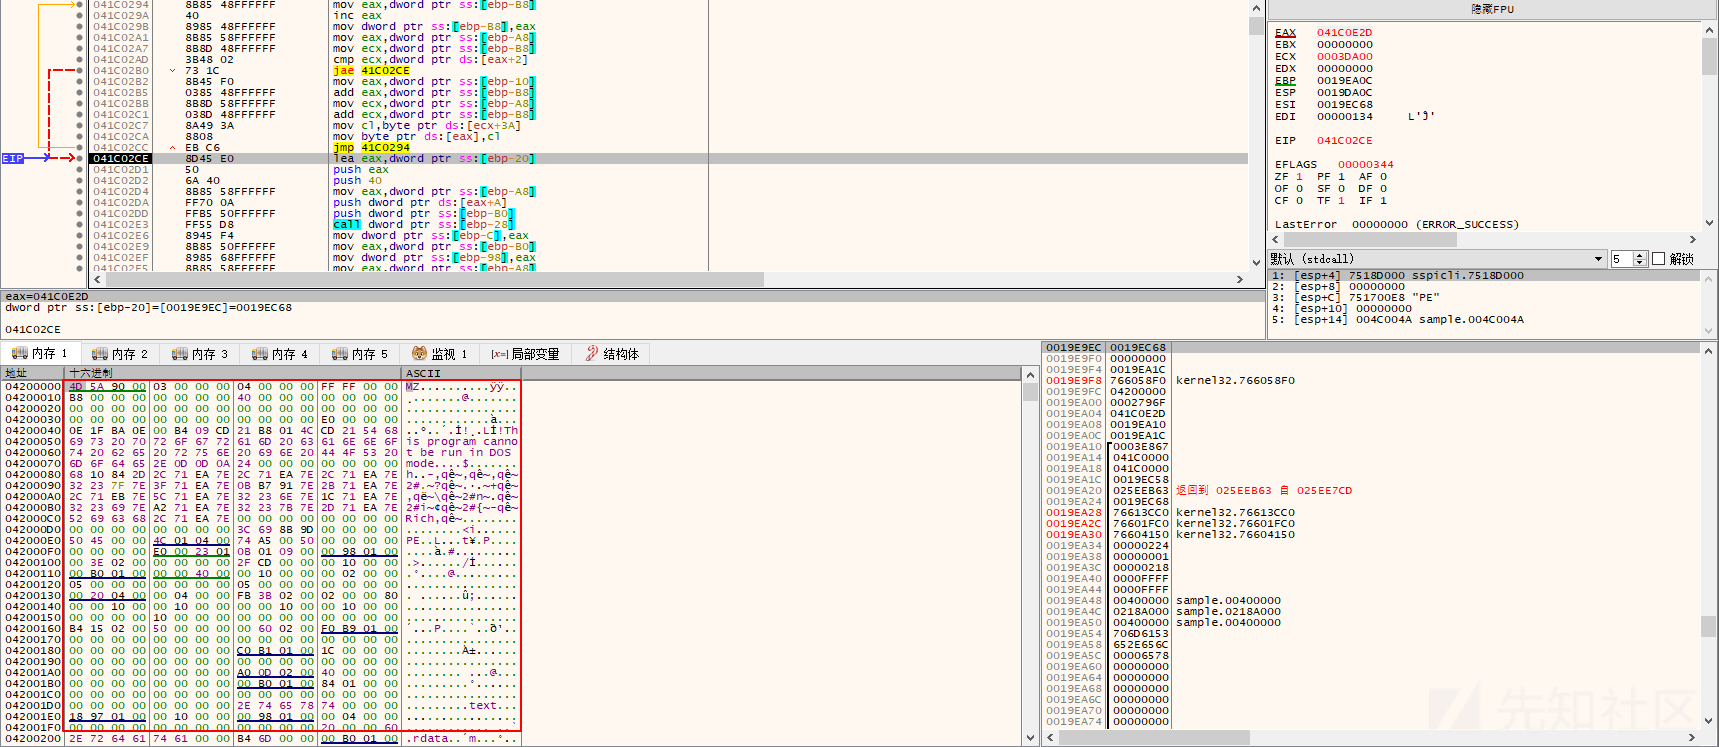 041C0294 8B85 48FFFFFF mov eax,dword ptr ss:[ebp-B8]
041C029A 40 inc eax
041C029B 8985 48FFFFFF mov dword ptr ss:[ebp-B8],eax
041C02A1 8B85 58FFFFFF mov eax,dword ptr ss:[ebp-A8]
041C02A7 8B8D 48FFFFFF mov ecx,dword ptr ss:[ebp-B8]
041C02AD 3B48 02 cmp ecx,dword ptr ds:[eax+2]
041C02B0 73 1C jae 41C02CE
041C02B2 8B45 F0 mov eax,dword ptr ss:[ebp-10]
041C02B5 0385 48FFFFFF add eax,dword ptr ss:[ebp-B8]
041C02BB 8B8D 58FFFFFF mov ecx,dword ptr ss:[ebp-A8]
041C02C1 038D 48FFFFFF add ecx,dword ptr ss:[ebp-B8]
041C02C7 8A49 3A mov cl,byte ptr ds:[ecx+3A]
041C02CA 8808 mov byte ptr ds:[eax],cl
041C02CC EB C6 jmp 41C0294
EIP 041C02CE 8D45 E0 lea eax,dword ptr ss:[ebp-20]
041C02D1 50 push eax
041C02D2 6A 40 push 40
041C02D4 8B85 58FFFFFF mov eax,dword ptr ss:[ebp-A8]
041C02DA FF70 0A push dword ptr ds:[eax+A]
041C02DD FFB5 50FFFFFF push dword ptr ss:[ebp-B0]
041C02E3 FF55 D8 call dword ptr ss:[ebp-28]
041C02E6 8945 F4 mov dword ptr ss:[ebp-C],eax
041C02E9 8B85 50FFFFFF mov eax,dword ptr ss:[ebp-B0]
041C02EF 8985 68FFFFFF mov dword ptr ss:[ebp-98],eax
041C02F5 8B85 58FFFFFF mov eax,dword ptr ss:[ebp-A8]
隐藏FPU
EAX 041C0E2D
EBX 00000000
ECX 0003DA00
EDX 00000000
EBP 0019EA0C
ESP 0019DA0C
ESI 0019EC68
EDI 00000134 L'Ĵ'
EIP 041C02CE
EFLAGS 00000344
ZF 1 PF 1 AF 0
OF 0 SF 0 DF 0
CF 0 TF 1 IF 1
LastError 00000000 (ERROR_SUCCESS)
默认 (stdcall) 5 解锁
1: [esp+4] 7518D000 sspicli.7518D000
2: [esp+8] 00000000
3: [esp+C] 751700E8 "PE"
4: [esp+10] 00000000
5: [esp+14] 004C004A sample.004C004A
eax=041C0E2D
dword ptr ss:[ebp-20]=[0019E9EC]=0019EC68
041C02CE
内存 1 内存 2 内存 3 内存 4 内存 5 监视 1 [x=] 局部变量 结构体
地址 十六进制 ASCII
04200000 4D 5A 90 00 03 00 00 00 04 00 00 00 FF FF 00 00 MZ..........ÿÿ..
04200010 B8 00 00 00 00 00 00 00 40 00 00 00 00 00 00 00 ¸.......@.......
04200020 00 00 00 00 00 00 00 00 00 00 00 00 00 00 00 00 ................
04200030 00 00 00 00 00 00 00 00 00 00 00 00 E0 00 00 00 ............à...
04200040 0E 1F BA 0E 00 B4 09 CD 21 B8 01 4C CD 21 54 68 ..º..´.Í!¸.LÍ!Th
04200050 69 73 20 70 72 6F 67 72 61 6D 20 63 61 6E 6E 6F is program canno
04200060 74 20 62 65 20 72 75 6E 20 69 6E 20 44 4F 53 20 t be run in DOS
04200070 6D 6F 64 65 2E 0D 0D 0A 24 00 00 00 00 00 00 00 mode....$.......
04200080 68 10 84 2D 2C 71 EA 7E 2C 71 EA 7E 2C 71 EA 7E h..-,qê~,qê~,qê~
04200090 32 23 7F 7E 3F 71 EA 7E 0B B7 91 7E 2B 71 EA 7E 2#.~?qê~.·.~+qê~
042000A0 2C 71 EB 7E 5C 71 EA 7E 32 23 6E 7E 1C 71 EA 7E ,që~\qê~2#n~.qê~
042000B0 32 23 69 7E A2 71 EA 7E 32 23 7B 7E 2D 71 EA 7E 2#i~¢qê~2#{~-qê~
042000C0 52 69 63 68 2C 71 EA 7E 00 00 00 00 00 00 00 00 Rich,qê~........
042000D0 00 00 00 00 00 00 00 00 3C 69 8B 9D 00 00 00 00 ........<i......
042000E0 50 45 00 00 4C 01 04 00 74 A5 00 50 00 00 00 00 PE..L...t¥.P....
042000F0 E0 00 23 01 0B 01 09 00 00 98 01 00 ....à.#.........
04200100 00 3E 02 00 00 00 00 00 2F CD 00 00 00 10 00 00 .>....../Í......
04200110 00 B0 01 00 00 00 40 00 00 10 00 00 00 02 00 00 .°....@.........
04200120 05 00 00 00 00 00 00 00 05 00 00 00 00 00 00 00 ................
04200130 00 20 04 00 00 04 00 00 FB 3B 02 00 02 00 00 80 . ......û;......
04200140 00 00 10 00 00 10 00 00 00 00 10 00 00 10 00 00 ................
04200150 00 00 00 00 10 00 00 00 00 00 00 00 00 00 00 00 ................
04200160 B4 15 02 00 50 00 00 00 00 60 02 00 F0 B9 01 00 ´...P....`..ð¹..
04200170 00 00 00 00 00 00 00 00 00 00 00 00 00 00 00 00 ................
04200180 00 00 00 00 00 00 00 00 C0 B1 01 00 1C 00 00 00 ........À±......
04200190 00 00 00 00 00 00 00 00 00 00 00 00 00 00 00 00 ................
042001A0 00 00 00 00 00 00 00 00 A0 0D 02 00 40 00 00 00 ............@...
042001B0 00 00 00 00 00 00 00 00 00 B0 01 00 84 01 00 00 .........°......
042001C0 00 00 00 00 00 00 00 00 00 00 00 00 00 00 00 00 ................
042001D0 00 00 00 00 00 00 00 00 2E 74 65 78 74 00 00 00 .........text...
042001E0 18 97 01 00 00 10 00 00 00 98 01 00 00 04 00 00 ................
042001F0 00 00 00 00 00 00 00 00 00 00 00 00 20 00 00 60 ............ ..`
04200200 2E 72 64 61 74 61 00 00 B4 6D 00 00 00 B0 01 00 .rdata..´m...°..
0019E9EC 0019EC68
0019E9F0 00000000
0019E9F4 0019EA1C
0019E9F8 766058F0 kernel32.766058F0
0019E9FC 04200000
0019EA00 0002796F
0019EA04 041C0E2D
0019EA08 0019EA10
0019EA0C 0019EA1C
0019EA10 0003E867
0019EA14 041C0000
0019EA18 041C0000
0019EA1C 0019EC58
0019EA20 025EEB63 返回到 025EEB63 自 025EE7CD
0019EA24 0019EC68
0019EA28 76613CC0 kernel32.76613CC0
0019EA2C 76601FC0 kernel32.76601FC0
0019EA30 76604150 kernel32.76604150
0019EA34 00000224
0019EA38 00000001
0019EA3C 00000218
0019EA40 0000FFFF
0019EA44 0000FFFF
0019EA48 00400000 sample.00400000
0019EA4C 0218A000 sample.0218A000
0019EA50 00400000 sample.00400000
0019EA54 706D6153
0019EA58 652E656C
0019EA5C 00006578
0019EA60 00000000
0019EA64 00000000
0019EA68 00000000
0019EA6C 00000000
0019EA70 00000000
0019EA74 00000000
先知社区